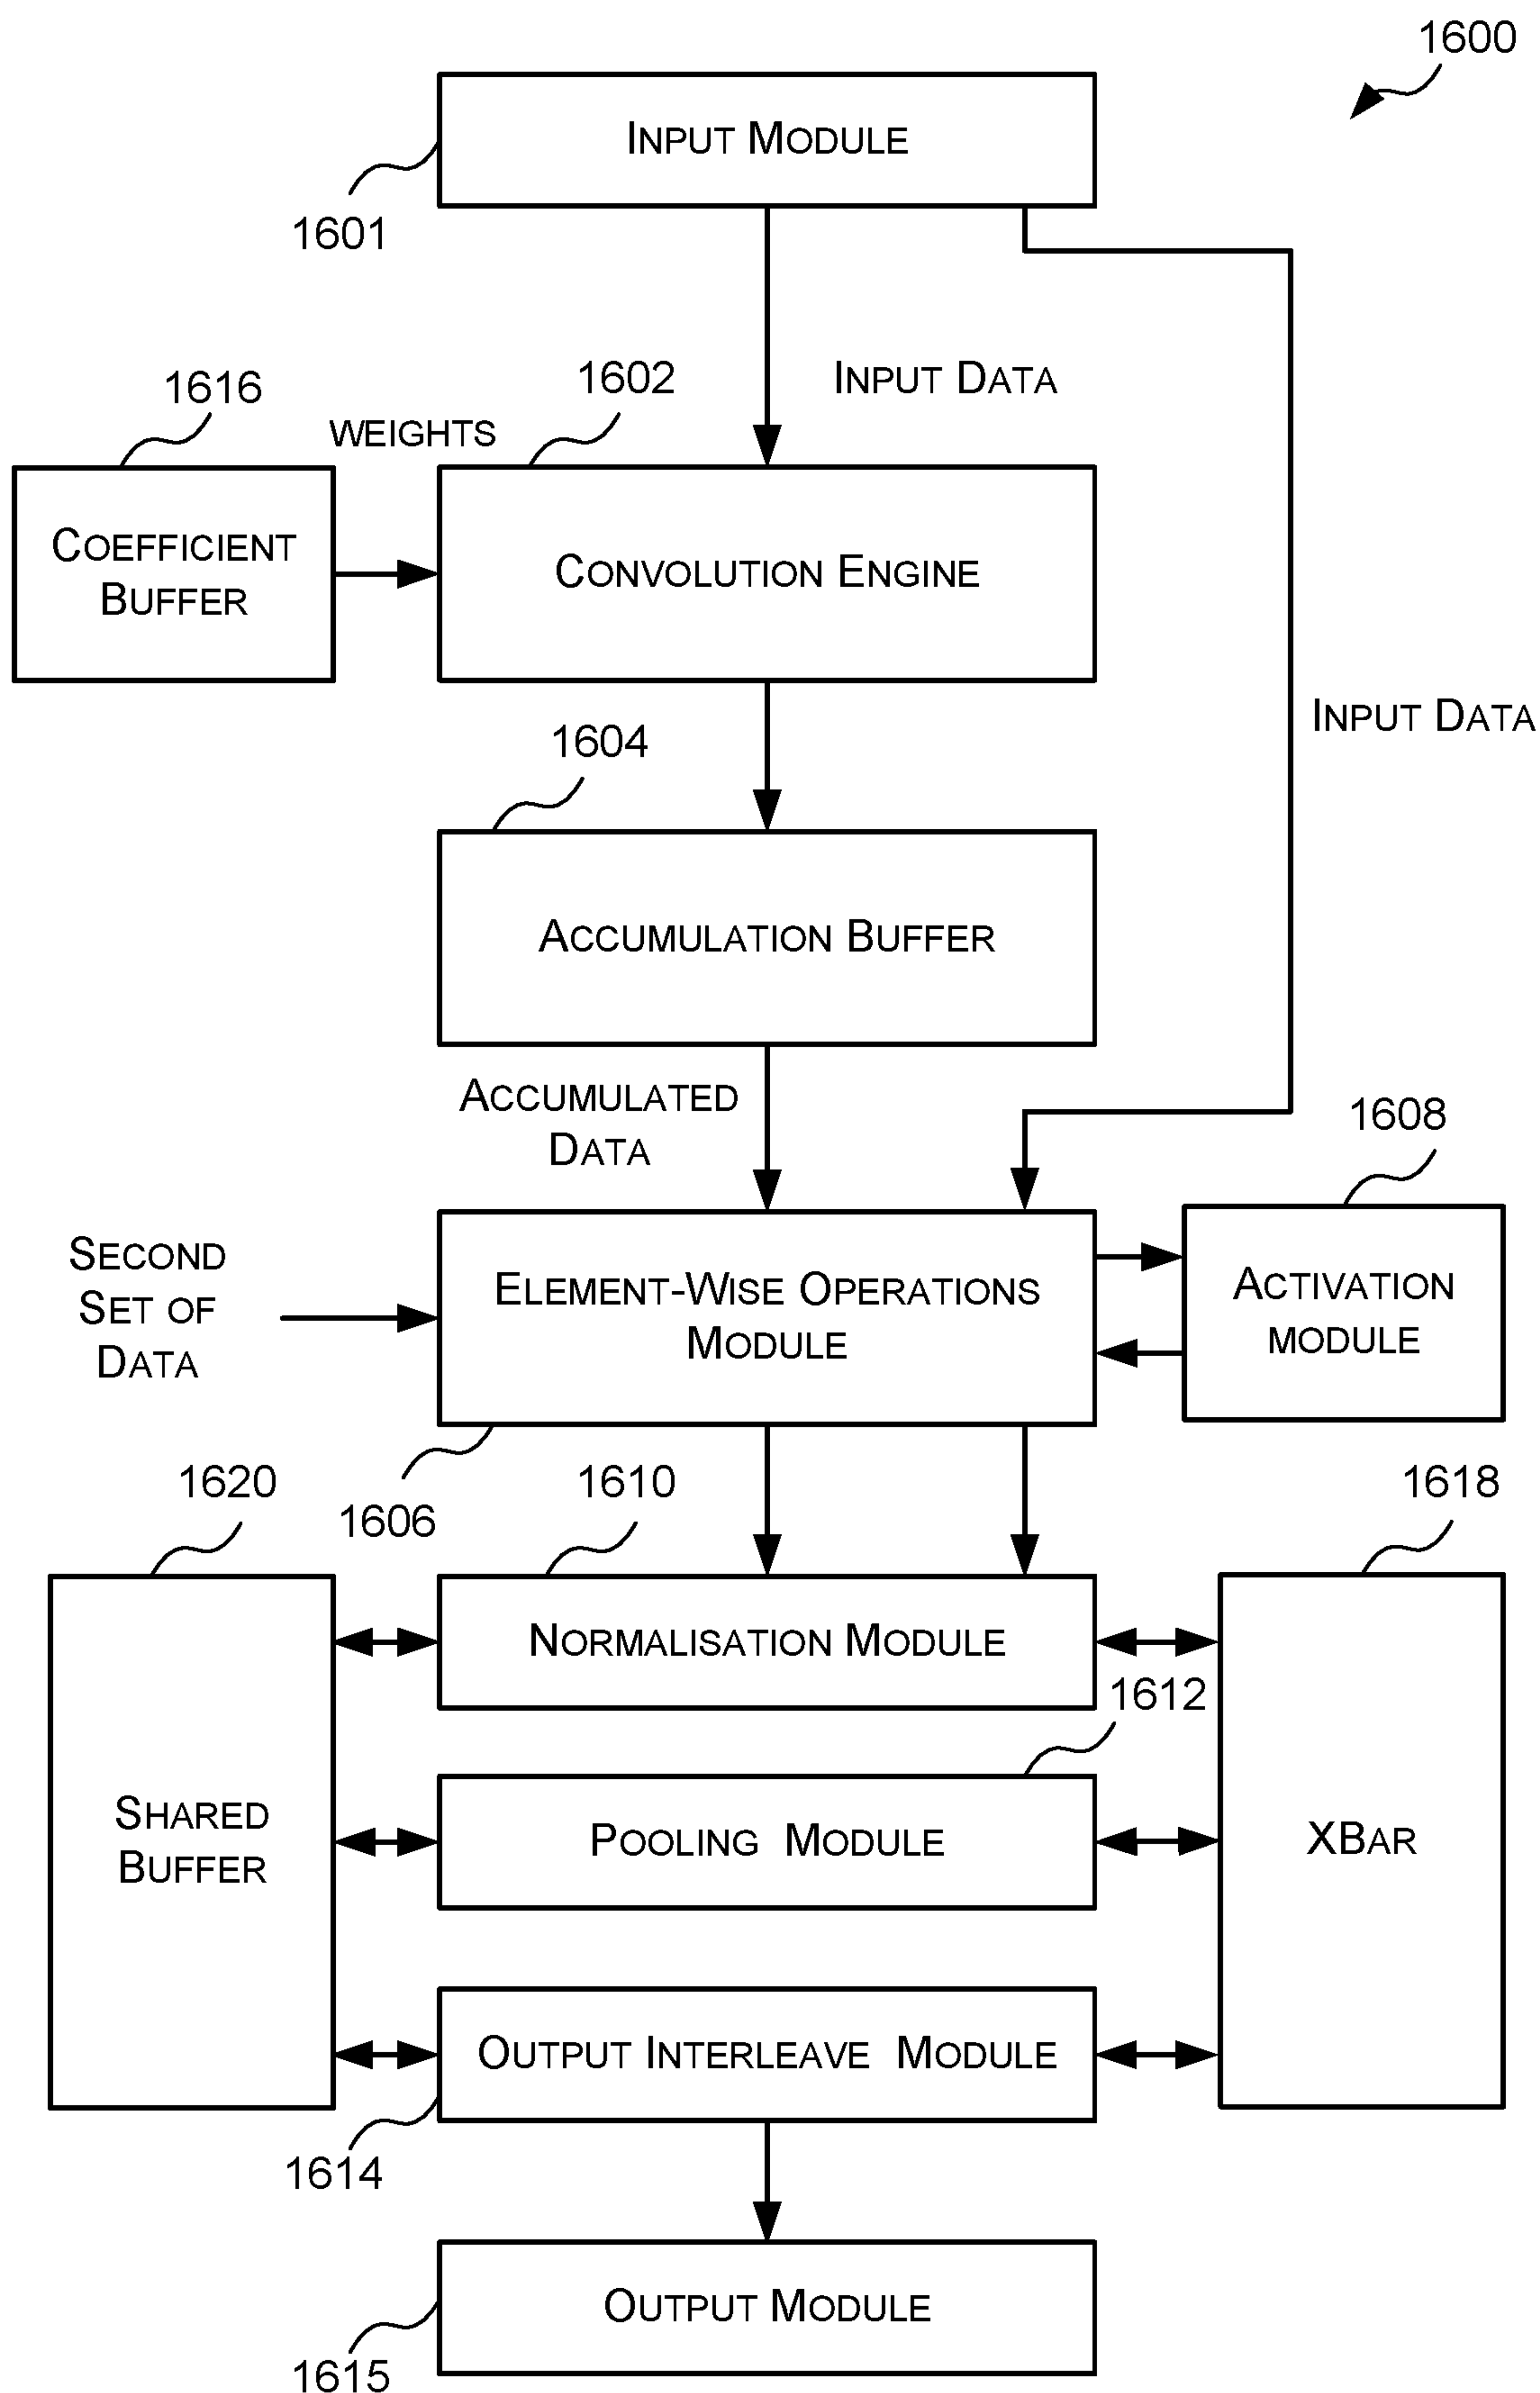 1600
INPUT MODULE
1601
INPUT DATA
1602
1616
WEIGHTS
COEFFICIENT
BUFFER
CONVOLUTION ENGINE
INPUT DATA
1604
ACCUMULATION BUFFER
ACCUMULATED
DATA
1608
SECOND
SET OF
DATA
ELEMENT-WISE OPERATIONS
MODULE
ACTIVATION
MODULE
1606
1620
1610
1618
NORMALISATION MODULE
1612
SHARED
BUFFER
POOLING MODULE
XBAR
OUTPUT INTERLEAVE MODULE
1614
OUTPUT MODULE
1615